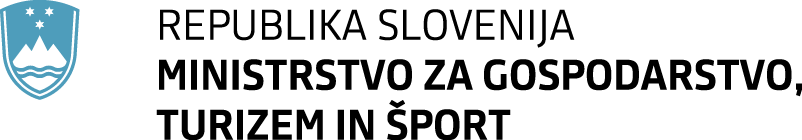 REPUBLIKA SLOVENIJA
MINISTRSTVO ZA GOSPODARSTVO,
TURIZEM IN ŠPORT